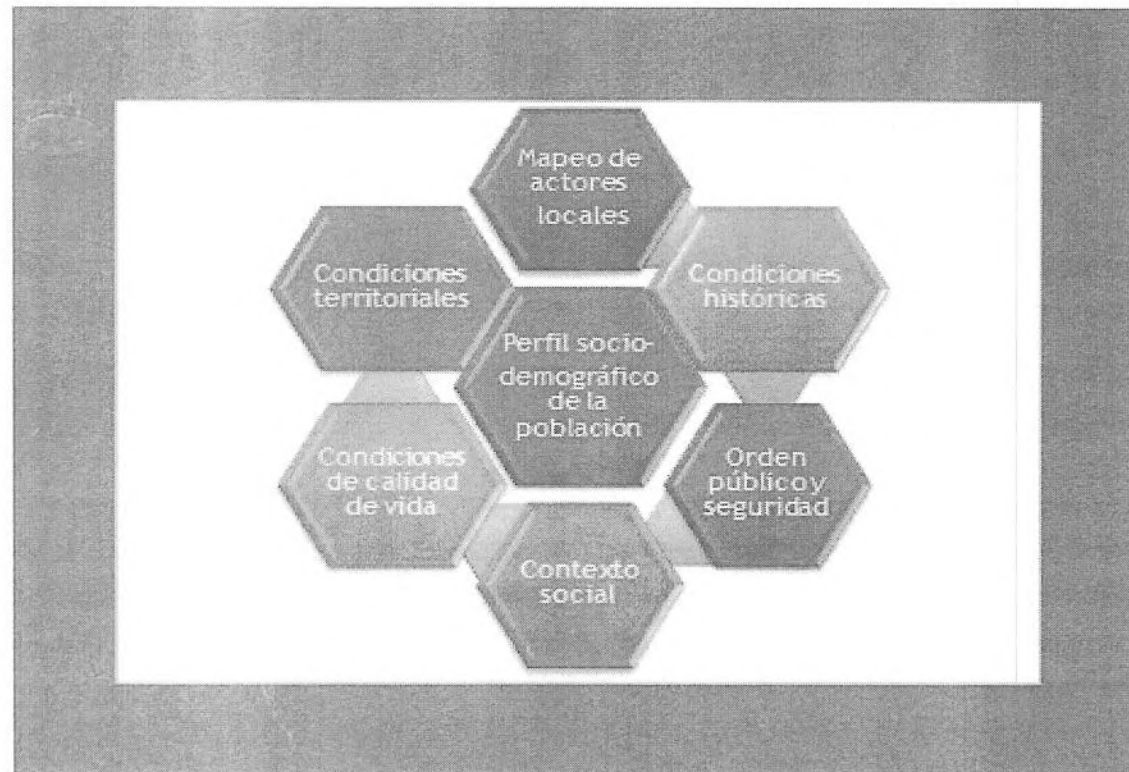 Mapeo de
actores
locales
Condiciones
territoriales
Condiciones
históricas
Perfil socio-
demográfico
de la
población
Condiciones
de calidad
de vida
Orden
público y
seguridad
Contexto
social